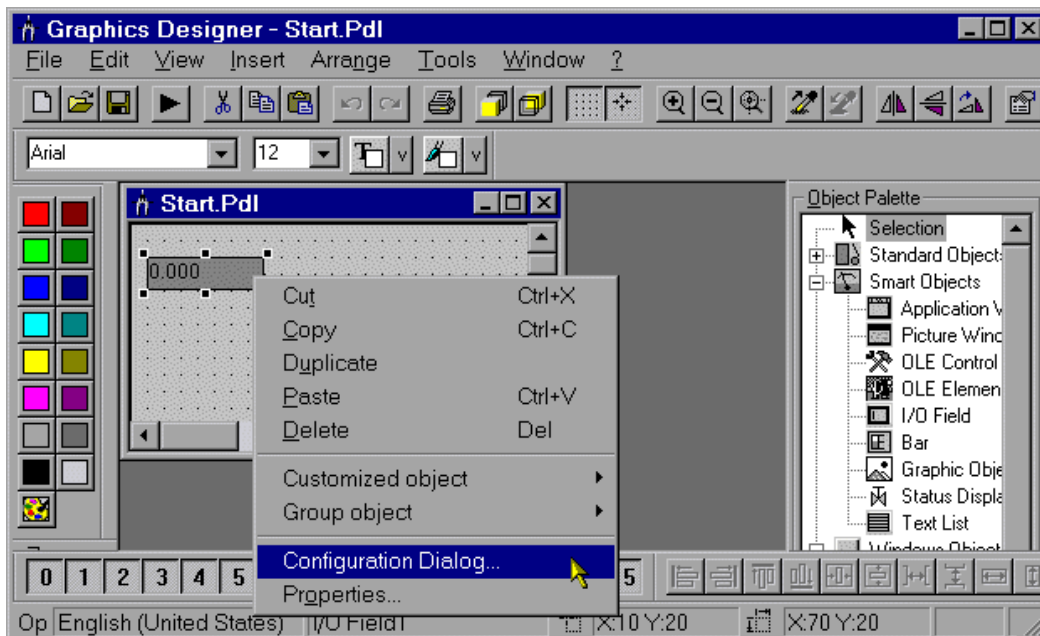 Graphics Designer - Start.Pdl
File Edit View Insert Arrange Tools Window ?
Arial 12
Start.Pdl
0.000
Cut Ctrl+X
Copy Ctrl+C
Duplicate
Paste Ctrl+V
Delete Del
Customized object
Group object
Configuration Dialog...
Properties...
Object Palette
Selection
Standard Object
Smart Objects
Application
Picture Wind
OLE Control
OLE Elemen
I/O Field
Bar
Graphic Obje
Status Displa
Text List
0 1 2 3 4 5 5
Op English (United States) I/O Field1 X:10 Y:20 X:70 Y:20